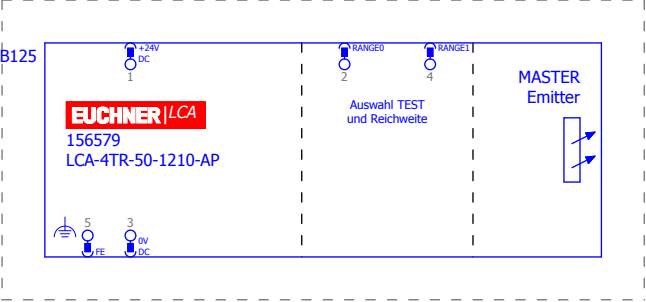 B125
+24V
DC
1
RANGE0
2
RANGE1
4
MASTER
Emitter
EUCHNER LCA
Auswahl TEST
und Reichweite
156579
LCA-4TR-50-1210-AP
5
FE
3
0V
DC